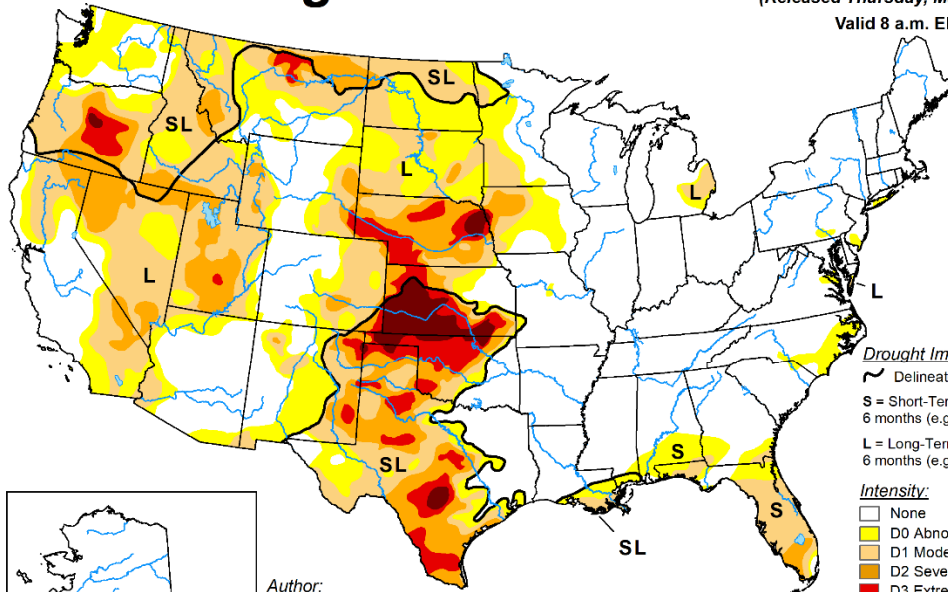 (Released Thursday, M
Valid 8 a.m. E
SL
SL
L
L
L
L
S
SL
S
SL
Drought Im
Delineat
S = Short-Ter
6 months (e.g
L = Long-Ter
6 months (e.g
Intensity:
None
D0 Abno
D1 Mode
D2 Seve
D3 Extre
Author: